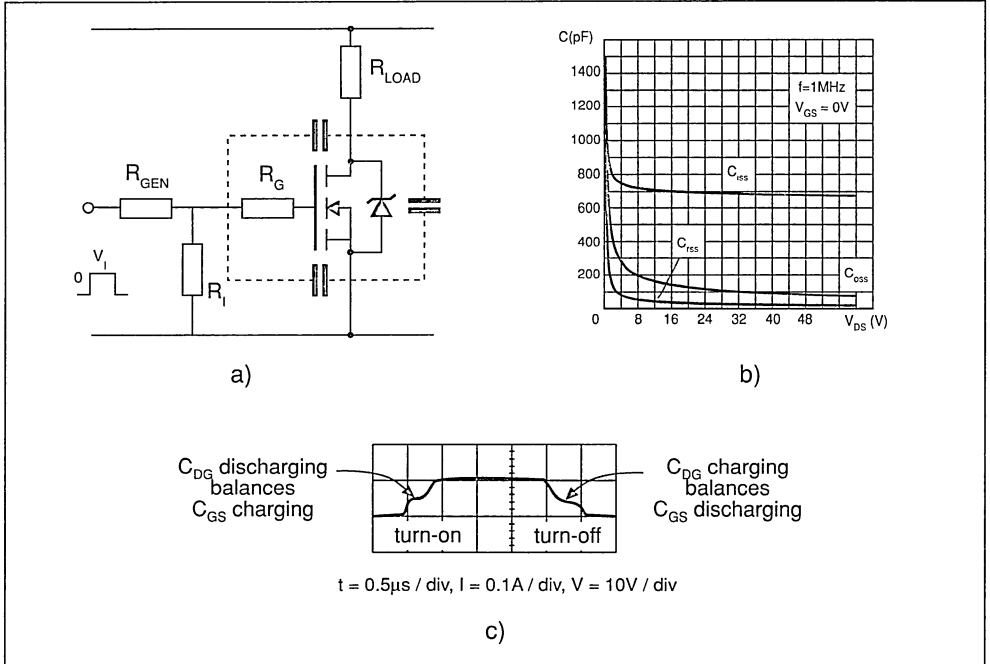 R_LOAD
R_GEN
R_G
V_I
0
R_I
a)
C(pF)
1400
1200
1000
800
600
400
200
0
8
16
24
32
40
48
V_DS (V)
f=1MHz
V_GS = 0V
C_iss
C_rss
C_oss
b)
C_DG discharging
balances
C_GS charging
turn-on
turn-off
C_DG charging
balances
C_GS discharging
t = 0.5µs / div, I = 0.1A / div, V = 10V / div
c)